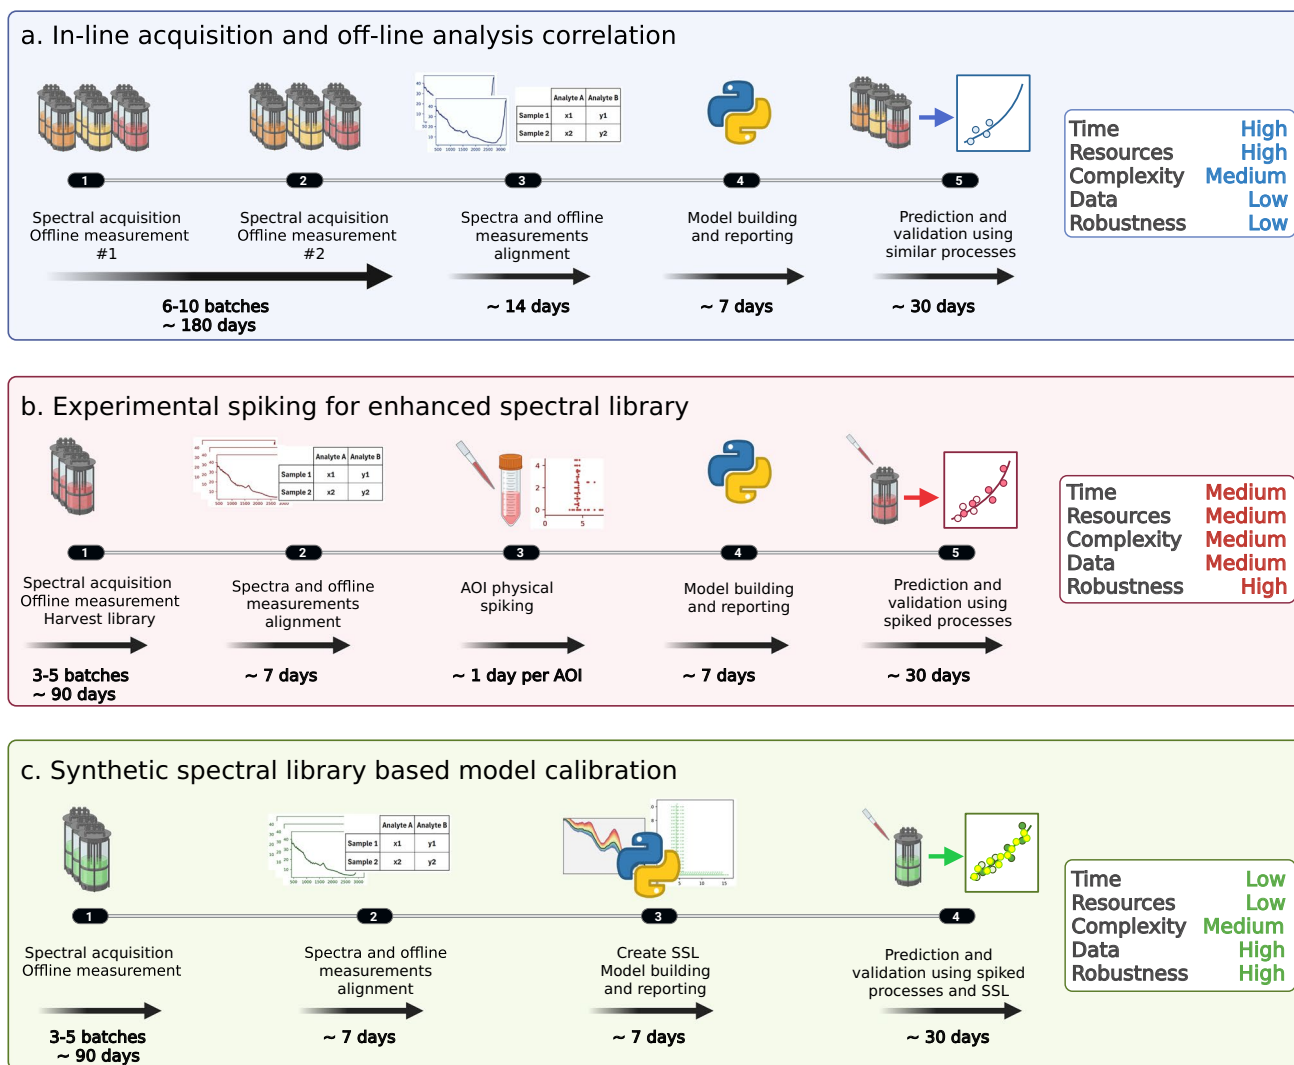 a. In-line acquisition and off-line analysis correlation
Analyte A Analyte B
Sample 1 x1 y1
Sample 2 x2 y2
1 2 3 4 5
Spectral acquisition
Offline measurement
#1
Spectral acquisition
Offline measurement
#2
6-10 batches
~ 180 days
Spectra and offline
measurements
alignment
~ 14 days
Model building
and reporting
~ 7 days
Prediction and
validation using
similar processes
~ 30 days
Time High
Resources High
Complexity Medium
Data Low
Robustness Low
b. Experimental spiking for enhanced spectral library
Analyte A Analyte B
Sample 1 x1 y1
Sample 2 x2 y2
4
2
0
0 5
1 2 3 4 5
Spectral acquisition
Offline measurement
Harvest library
3-5 batches
~ 90 days
Spectra and offline
measurements
alignment
~ 7 days
AOI physical
spiking
~ 1 day per AOI
Model building
and reporting
~ 7 days
Prediction and
validation using
spiked processes
~ 30 days
Time Medium
Resources Medium
Complexity Medium
Data Medium
Robustness High
c. Synthetic spectral library based model calibration
Analyte A Analyte B
Sample 1 x1 y1
Sample 2 x2 y2
5 10 15
1 2 3 4
Spectral acquisition
Offline measurement
3-5 batches
~ 90 days
Spectra and offline
measurements
alignment
~ 7 days
Create SSL
Model building
and reporting
~ 7 days
Prediction and
validation using spiked
processes and SSL
~ 30 days
Time Low
Resources Low
Complexity Medium
Data High
Robustness High